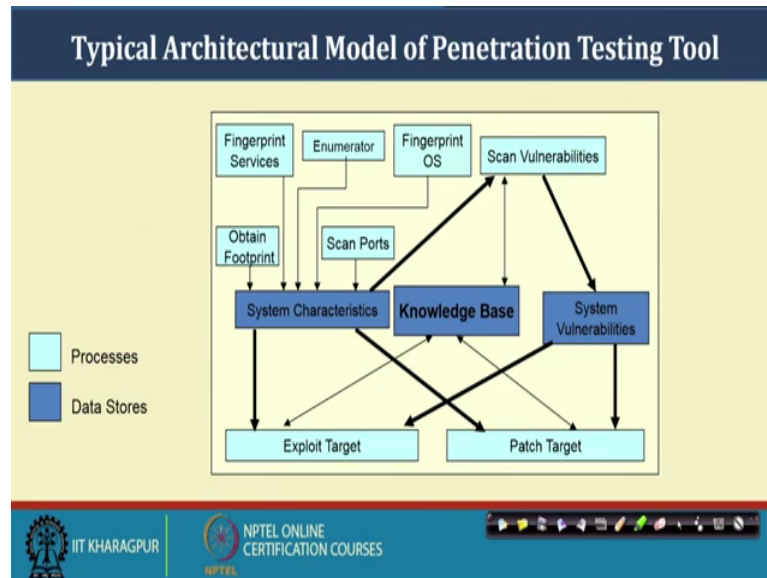 Typical Architectural Model of Penetration Testing Tool
Fingerprint
Services
Enumerator
Fingerprint
OS
Scan Vulnerabilities
Obtain
Footprint
Scan Ports
System Characteristics
Knowledge Base
System
Vulnerabilities
Processes
Data Stores
Exploit Target
Patch Target
IIT KHARAGPUR
NPTEL ONLINE
CERTIFICATION COURSES
NPTEL